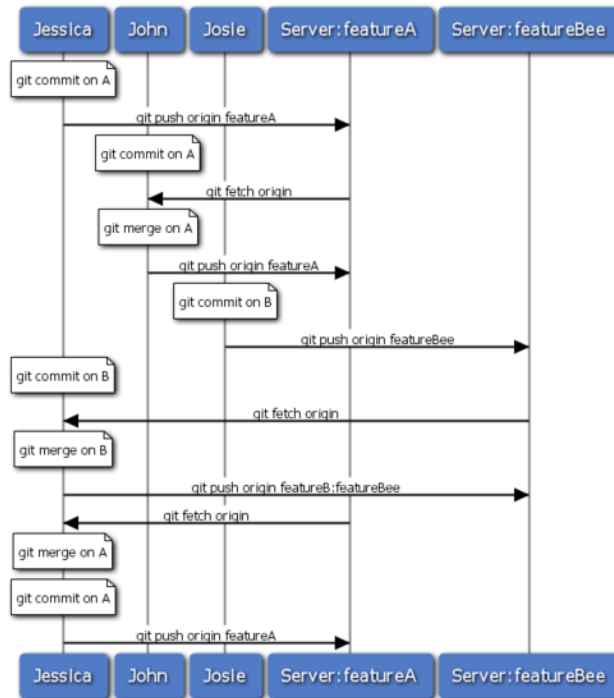 Jessica
John
Josie
Server:featureA
Server:featureBee
git commit on A
git push origin featureA
git commit on A
git fetch origin
git merge on A
git push origin featureA
git commit on B
git push origin featureBee
git commit on B
git fetch origin
git merge on B
git push origin featureB:featureBee
git fetch origin
git merge on A
git commit on A
git push origin featureA
Jessica
John
Josie
Server:featureA
Server:featureBee